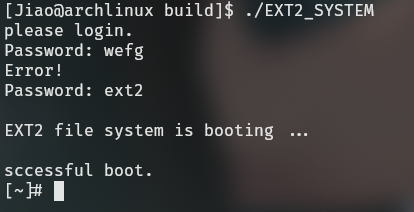 [Jiao@archlinux build]$ ./EXT2_SYSTEM
please login.
Password: wefg
Error!
Password: ext2
EXT2 file system is booting ...
sccessful boot.
[~]#